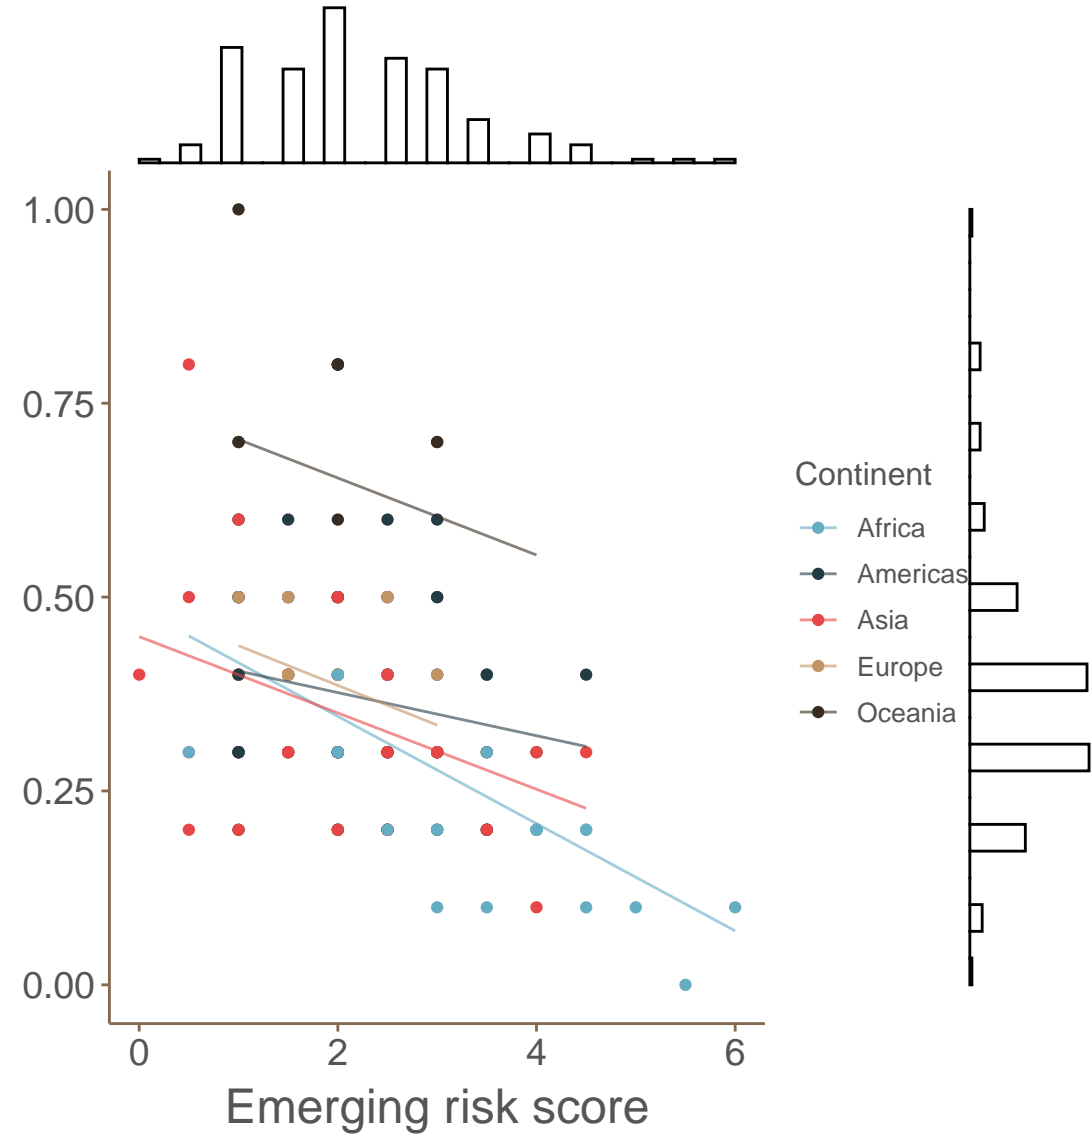 1.00
0.75
0.50
0.25
0.00
0 2 4 6
Emerging risk score
Continent
Africa
Americas
Asia
Europe
Oceania